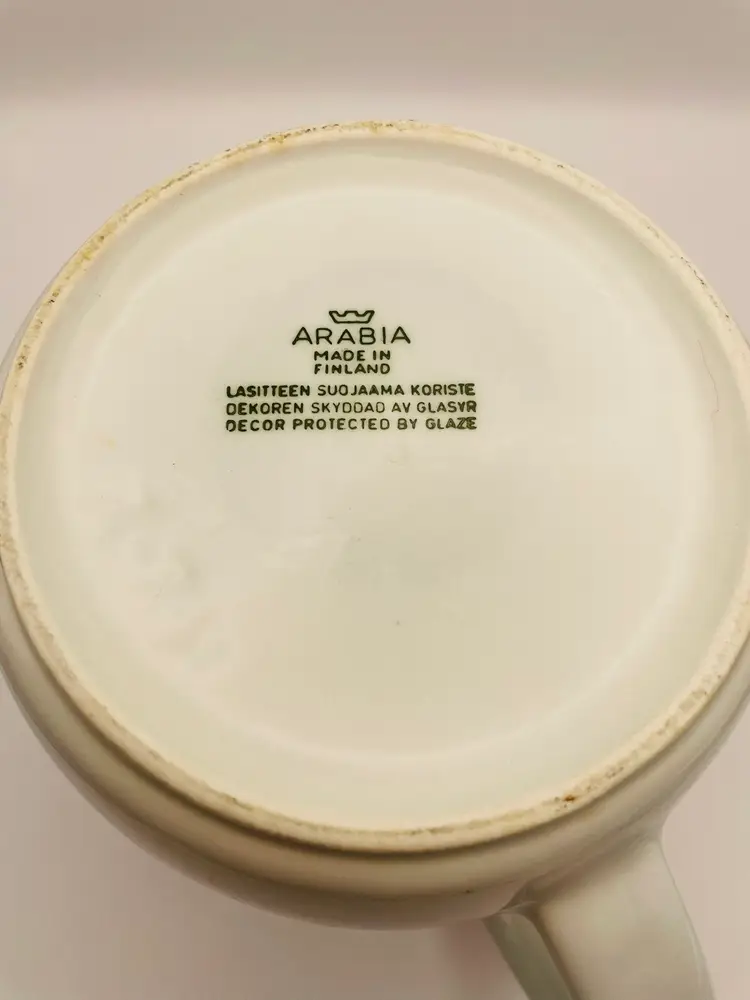 ARABIA
MADE IN
FINLAND
LASITTEEN SUOJAAMA KORISTE
DEKOREN SKYDDAD AV GLASYR
DECOR PROTECTED BY GLAZE